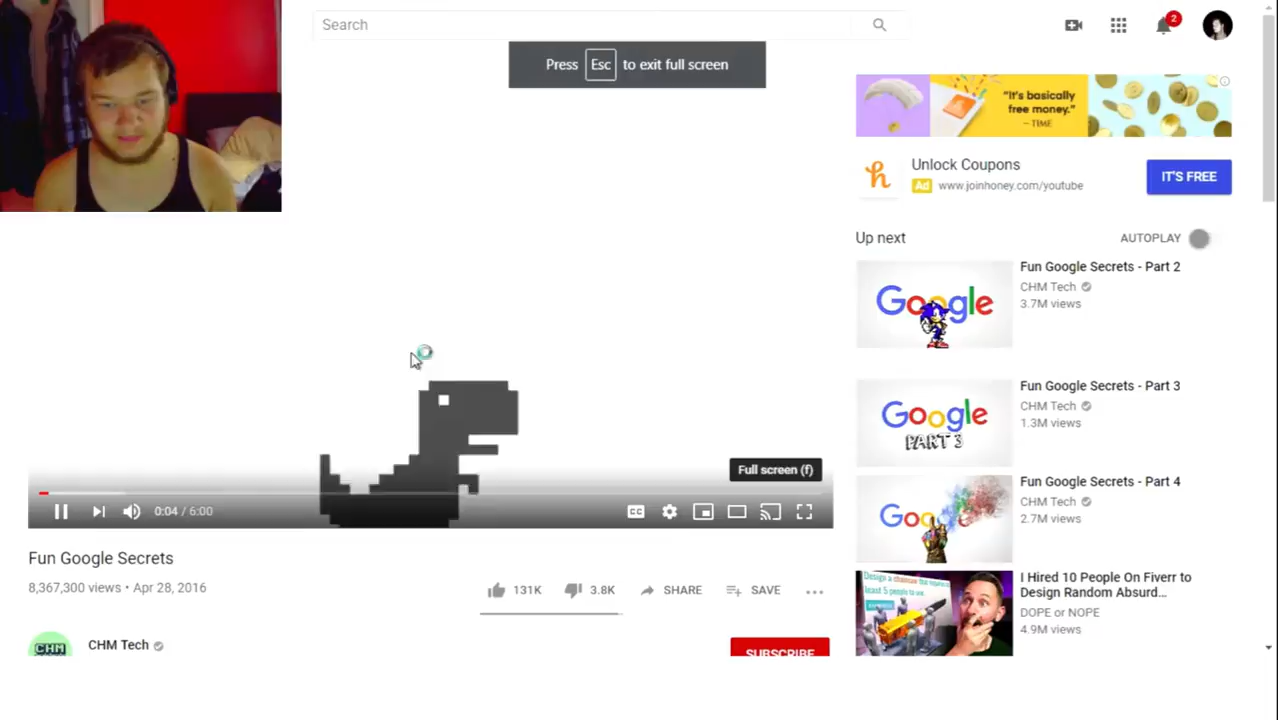 Search
2
Press Esc to exit full screen
"It's basically
free money."
— TIME
Unlock Coupons
Ad www.joinhoney.com/youtube
IT'S FREE
Up next
AUTOPLAY
Google
Fun Google Secrets - Part 2
CHM Tech
3.7M views
Google
PART 3
Fun Google Secrets - Part 3
CHM Tech
1.3M views
Goo
Fun Google Secrets - Part 4
CHM Tech
2.7M views
I Hired 10 People On Fiverr to
Design Random Absurd...
DOPE or NOPE
4.9M views
Full screen (f)
0:04 / 6:00
CC
Fun Google Secrets
8,367,300 views • Apr 28, 2016
131K
3.8K
SHARE
SAVE
CHM
CHM Tech
SUBSCRIBE